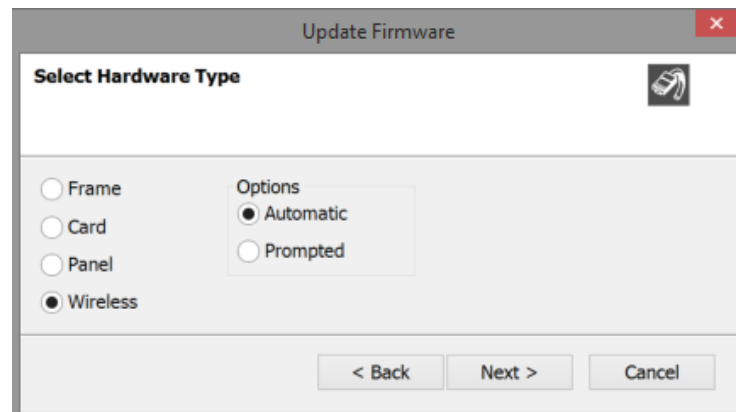 Update Firmware
Select Hardware Type
Frame
Card
Panel
Wireless
Options
Automatic
Prompted
< Back
Next >
Cancel